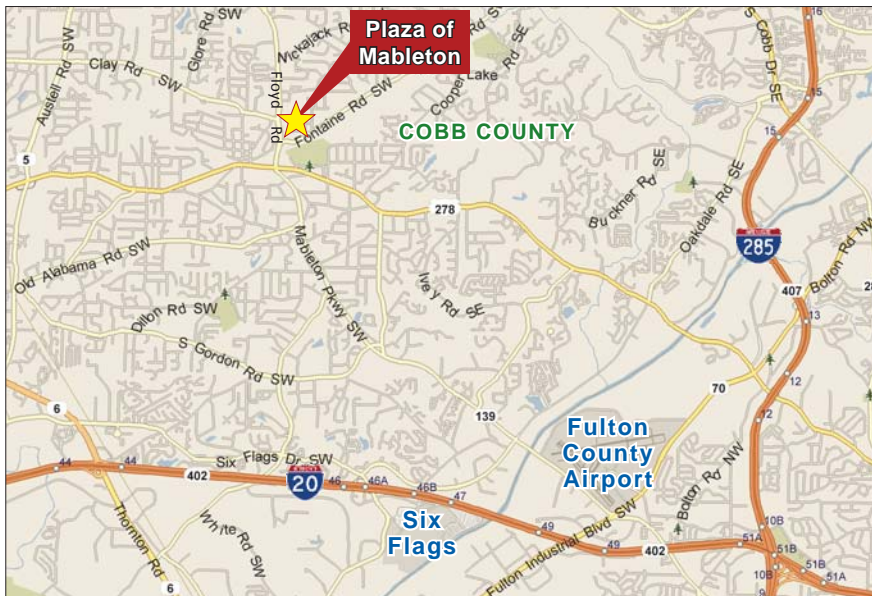 Plaza of
Mableton
Austell Rd SW
Clay Rd SW
Glore Rd SW
Floyd Rd
Nickajack Rd
Cooper Lake Rd SE
S Cobb Dr SE
16
15
15
Fontaine Rd SW
COBB COUNTY
5
278
Buckner Rd SE
Oakdale Rd SE
285
407
Bolton Rd NW
28
Old Alabama Rd SW
Mableton Pkwy SW
Ivey Rd SE
Dillon Rd SW
13
S Gordon Rd SW
12
12
70
139
6
Fulton
County
Airport
Six Flags Dr SW
44
44
402
20
46
46A
46B
47
Six
Flags
Bolton Rd NW
49
49
402
10B
51A
51B
51B
51A
10B
9
Thornton Rd
White Rd SW
Fulton Industrial Blvd SW
6